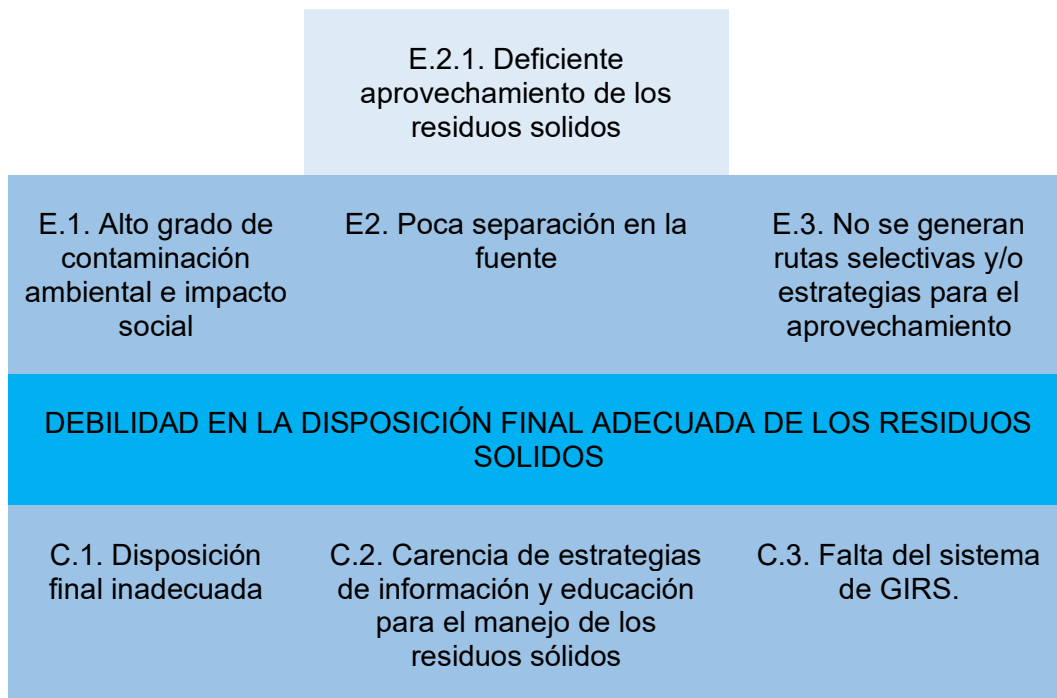 E.2.1. Deficiente
aprovechamiento de los
residuos solidos
E.1. Alto grado de
contaminación
ambiental e impacto
social
E2. Poca separación en la
fuente
E.3. No se generan
rutas selectivas y/o
estrategias para el
aprovechamiento
DEBILIDAD EN LA DISPOSICIÓN FINAL ADECUADA DE LOS RESIDUOS
SOLIDOS
C.1. Disposición
final inadecuada
C.2. Carencia de estrategias
de información y educación
para el manejo de los
residuos sólidos
C.3. Falta del sistema
de GIRS.